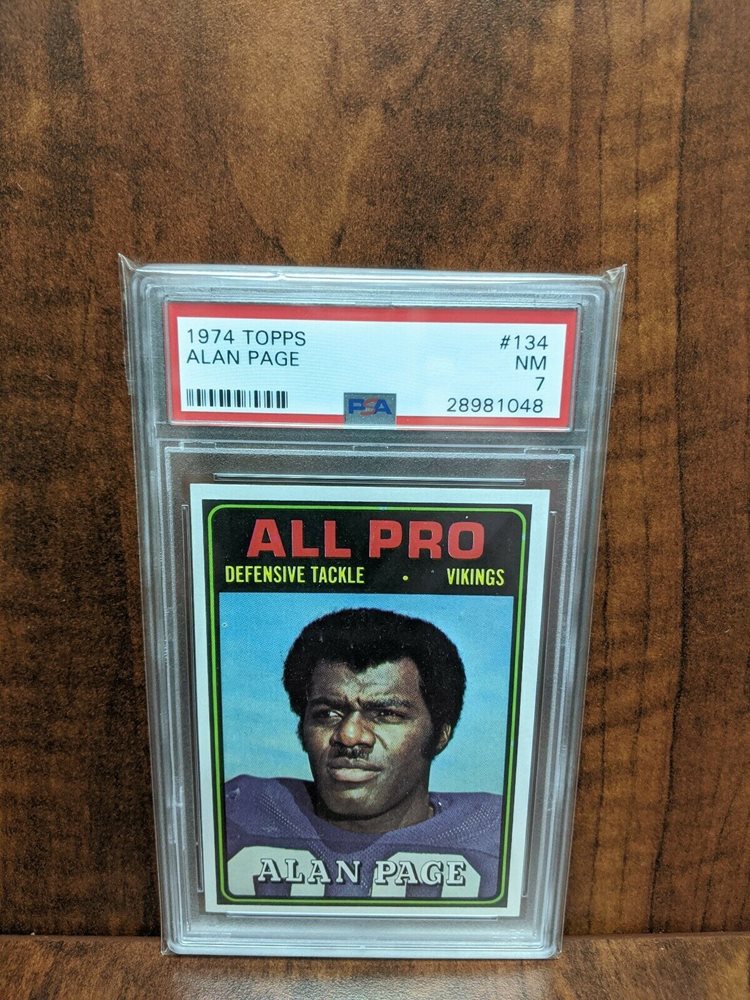 1974 TOPPS #134
ALAN PAGE NM
7
PSA 28981048
ALL PRO
DEFENSIVE TACKLE · VIKINGS
ALAN PAGE